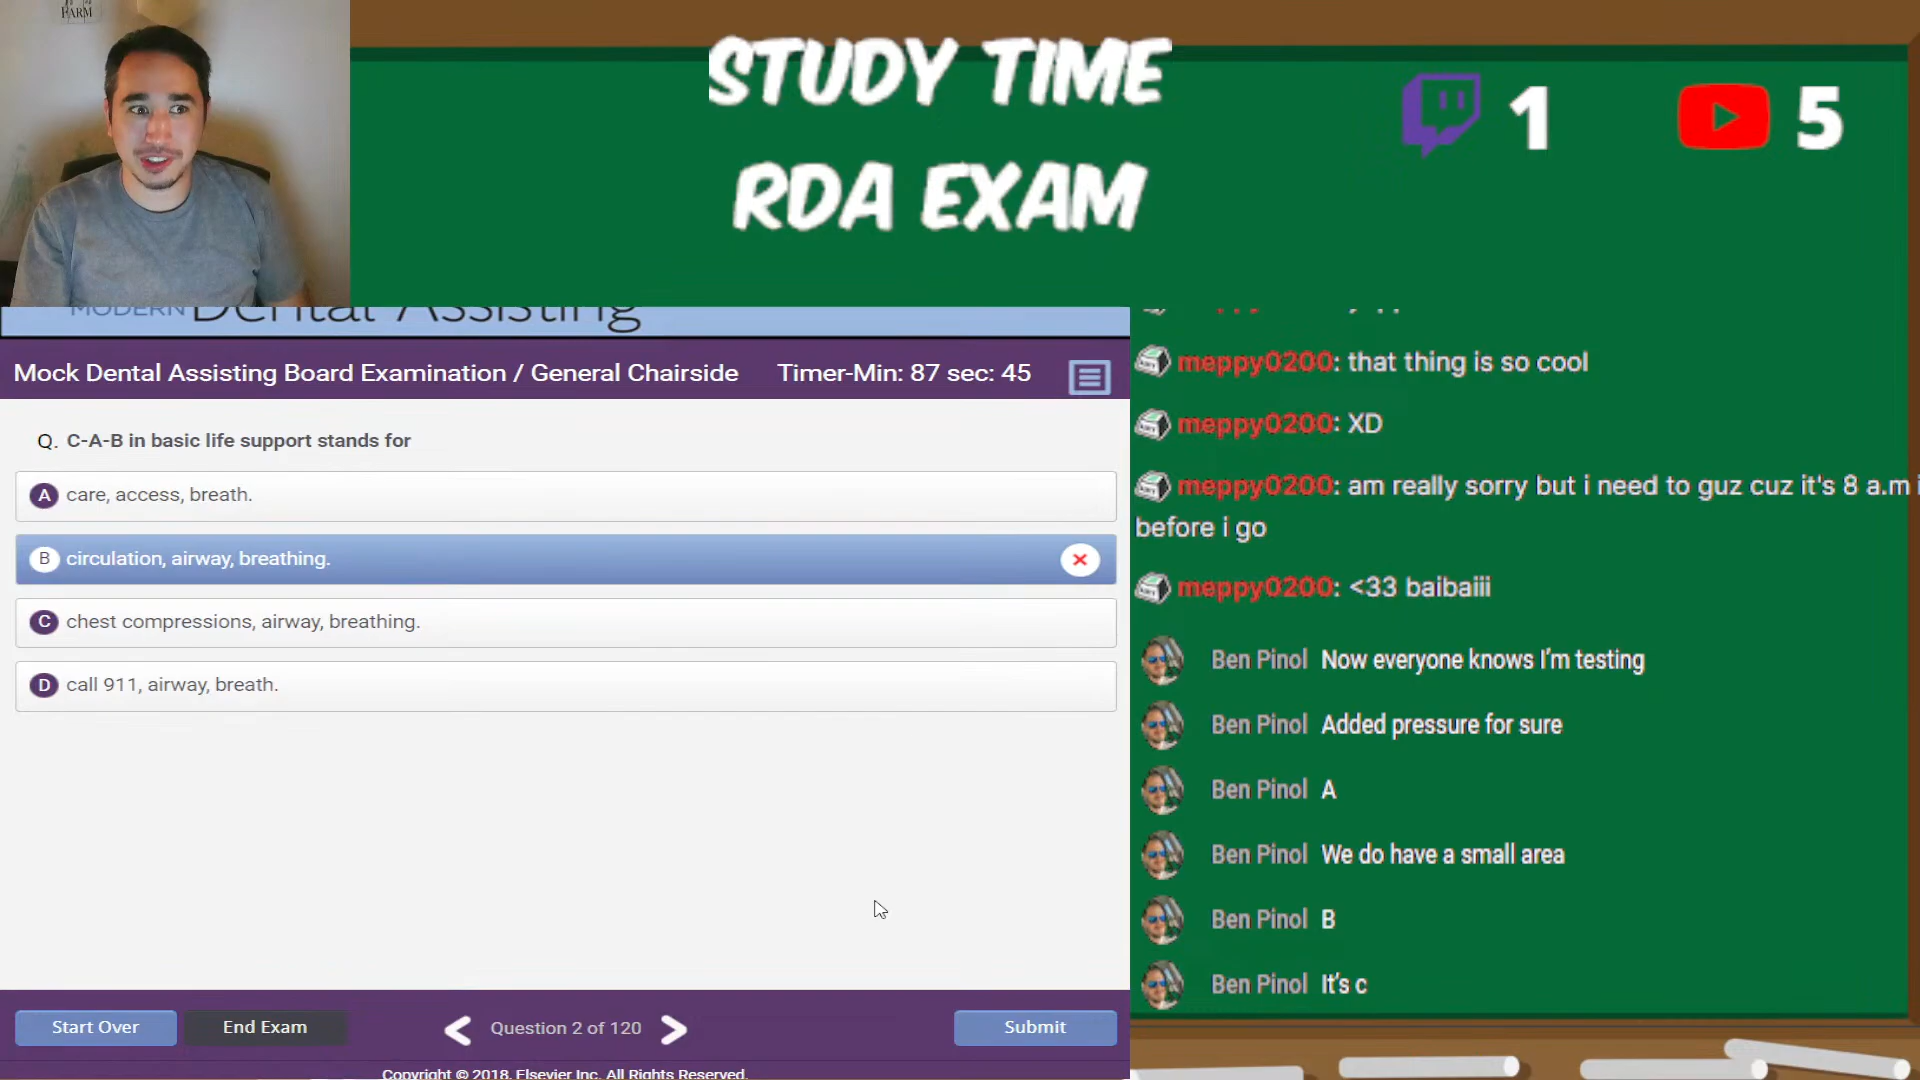 FARM
STUDY TIME
RDA EXAM
1
5
MODERN Dental Assisting
Mock Dental Assisting Board Examination / General Chairside
Timer-Min: 87 sec: 45
Q. C-A-B in basic life support stands for
A care, access, breath.
B circulation, airway, breathing.
C chest compressions, airway, breathing.
D call 911, airway, breath.
Start Over
End Exam
Question 2 of 120
Submit
Copyright © 2018, Elsevier Inc. All Rights Reserved.
meppy0200: that thing is so cool
meppy0200: XD
meppy0200: am really sorry but i need to guz cuz it's 8 a.m i
before i go
meppy0200: <33 baibaiii
Ben Pinol Now everyone knows I'm testing
Ben Pinol Added pressure for sure
Ben Pinol A
Ben Pinol We do have a small area
Ben Pinol B
Ben Pinol It's c